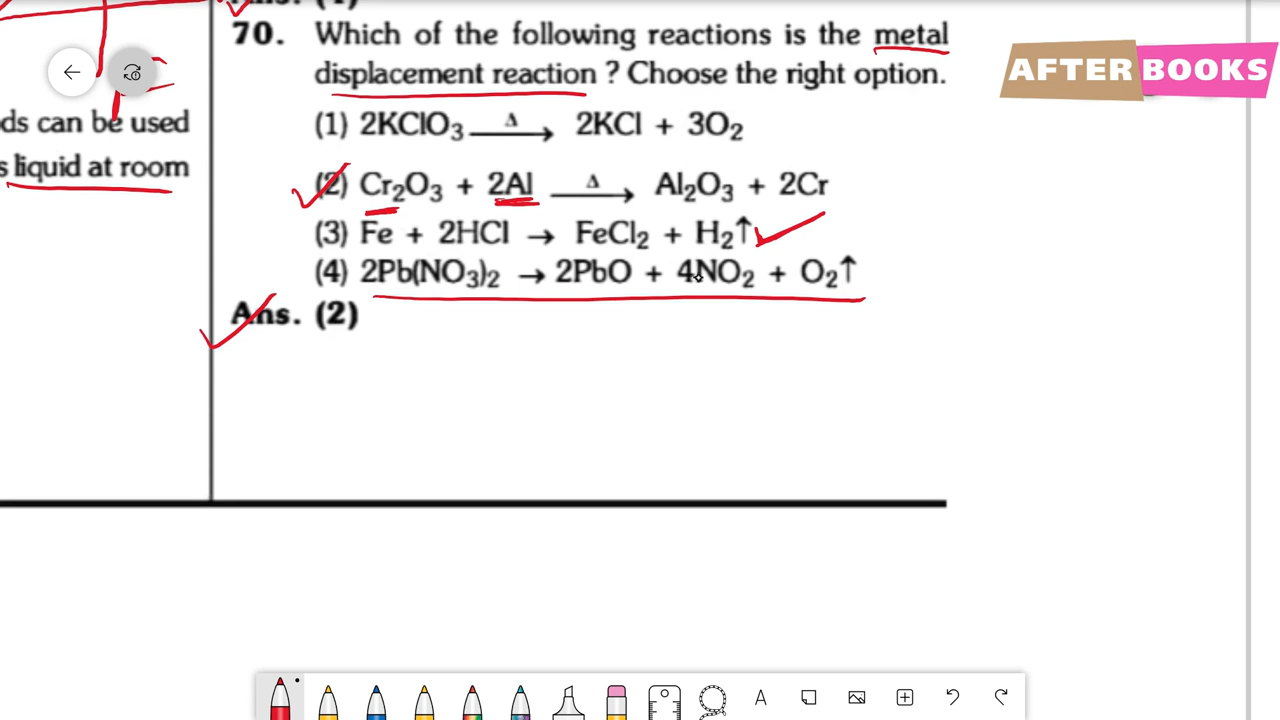 70. Which of the following reactions is the metal
displacement reaction ? Choose the right option.
(1) 2KClO₃ —Δ→ 2KCl + 3O₂
(2) Cr₂O₃ + 2Al —Δ→ Al₂O₃ + 2Cr
(3) Fe + 2HCl → FeCl₂ + H₂↑
(4) 2Pb(NO₃)₂ → 2PbO + 4NO₂ + O₂↑
Ans. (2)
ds can be used
s liquid at room
AFTERBOOKS
A